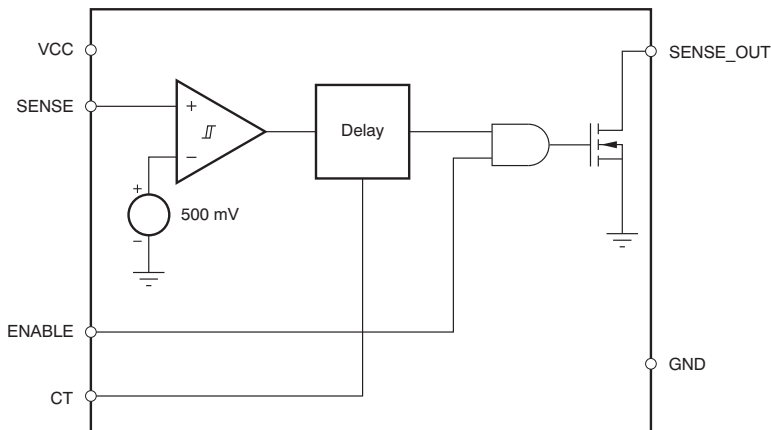 VCC
SENSE_OUT
SENSE
+
−
Delay
+
500 mV
−
ENABLE
GND
CT